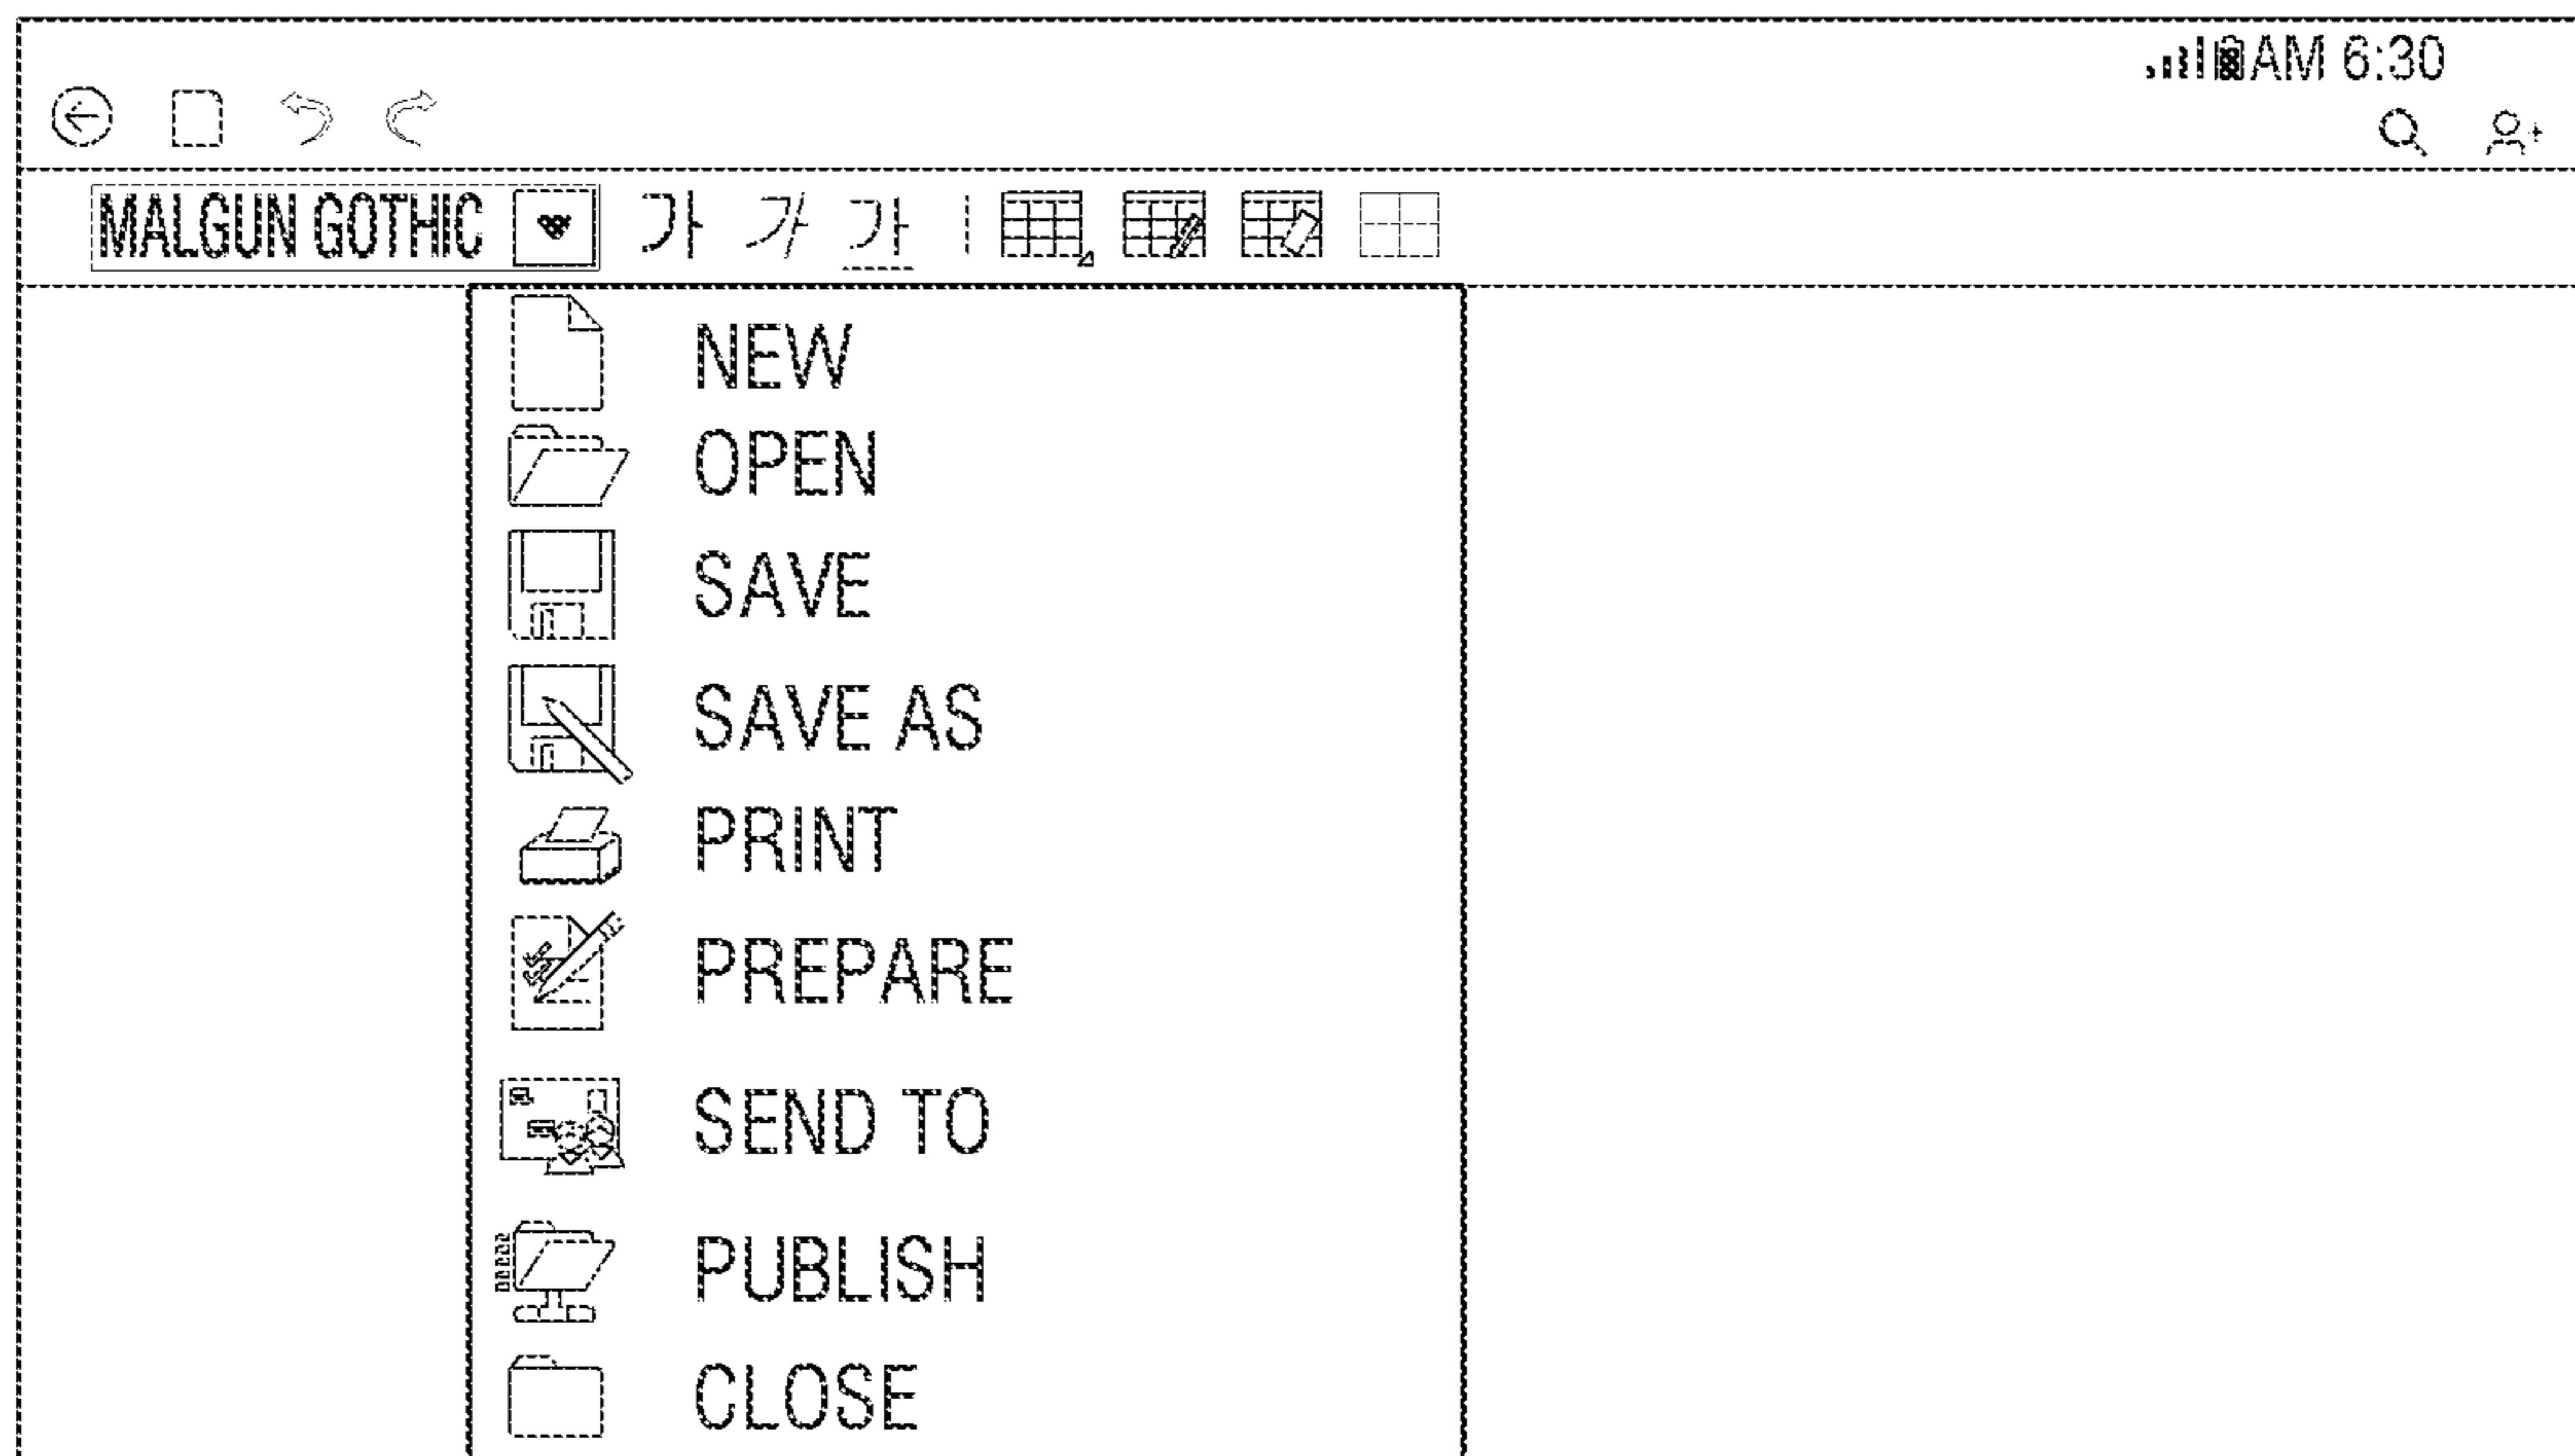 AM 6:30
MALGUN GOTHIC 가 가 가
NEW
OPEN
SAVE
SAVE AS
PRINT
PREPARE
SEND TO
PUBLISH
CLOSE